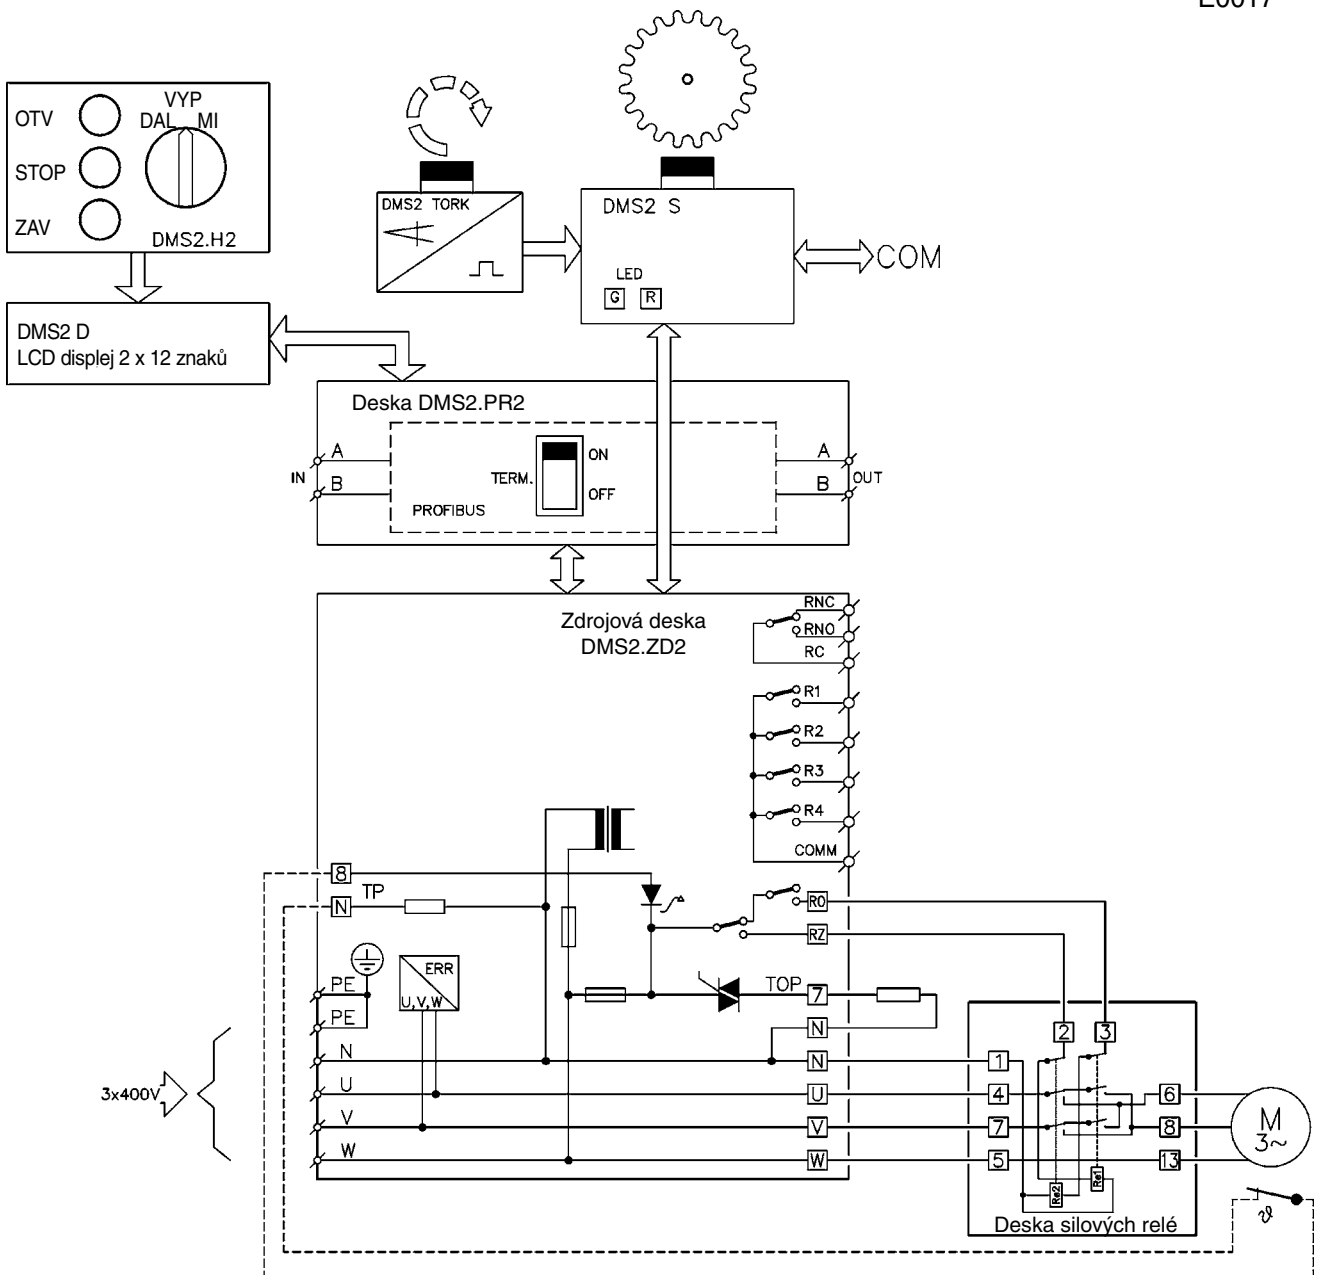 OTV
STOP
ZAV
VYP
DAL MI
DMS2.H2
DMS2 TORK
DMS2 S
LED
G R
COM
DMS2 D
LCD displej 2 x 12 znaků
Deska DMS2.PR2
IN
A
B
TERM.
ON
OFF
PROFIBUS
A
B
OUT
Zdrojová deska
DMS2.ZD2
RNC
RNO
RC
R1
R2
R3
R4
COMM
8
TP
N
RO
RZ
ERR
U,V,W
PE
PE
TOP
7
N
N
N
U
U
V
V
W
W
3x400V
2
3
1
4
7
5
6
8
13
Re2
Re1
M
3~
ϑ
Deska silových relé